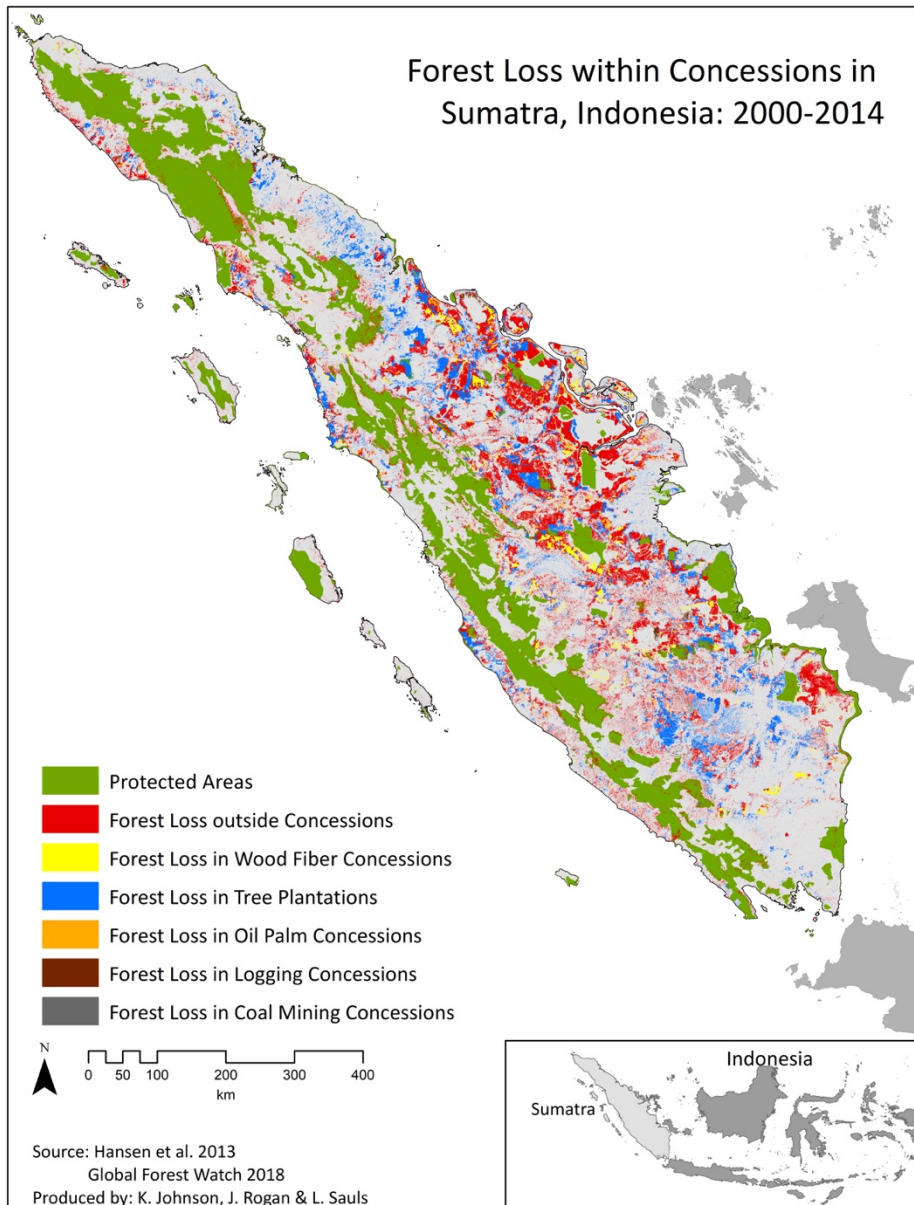 Forest Loss within Concessions in
Sumatra, Indonesia: 2000-2014
Protected Areas
Forest Loss outside Concessions
Forest Loss in Wood Fiber Concessions
Forest Loss in Tree Plantations
Forest Loss in Oil Palm Concessions
Forest Loss in Logging Concessions
Forest Loss in Coal Mining Concessions
N
0 50 100 200 300 400
km
Indonesia
Sumatra
Source: Hansen et al. 2013
Global Forest Watch 2018
Produced by: K. Johnson, J. Rogan & L. Sauls